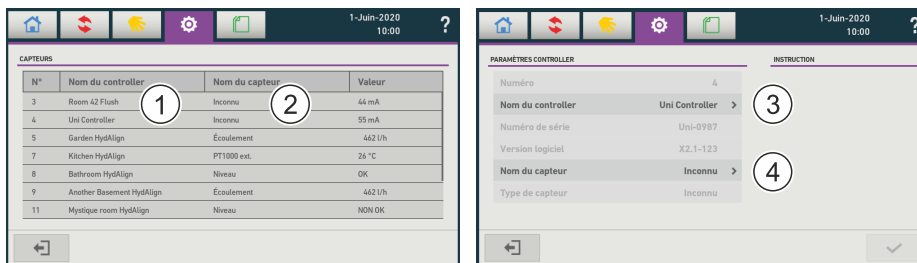 1-Juin-2020
10:00
?
CAPTEURS
N° Nom du controller Nom du capteur Valeur
3 Room 42 Flush Inconnu 44 mA
4 Uni Controller Inconnu 55 mA
5 Garden HydAlign Écoulement 462 l/h
7 Kitchen HydAlign PT1000 ext. 26 °C
8 Bathroom HydAlign Niveau OK
9 Another Basement HydAlign Écoulement 462 l/h
11 Mystique room HydAlign Niveau NON OK
1
2
1-Juin-2020
10:00
?
PARAMÈTRES CONTROLLER
INSTRUCTION
Numéro 4
Nom du controller Uni Controller >
Numéro de série Uni-0987
Version logiciel X2.1-123
Nom du capteur Inconnu >
Type de capteur Inconnu
3
4